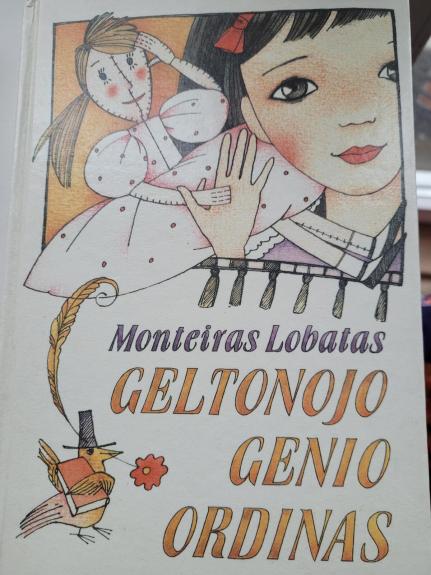 Monteiras Lobatas
GELTONOJO
GENIO
ORDINAS